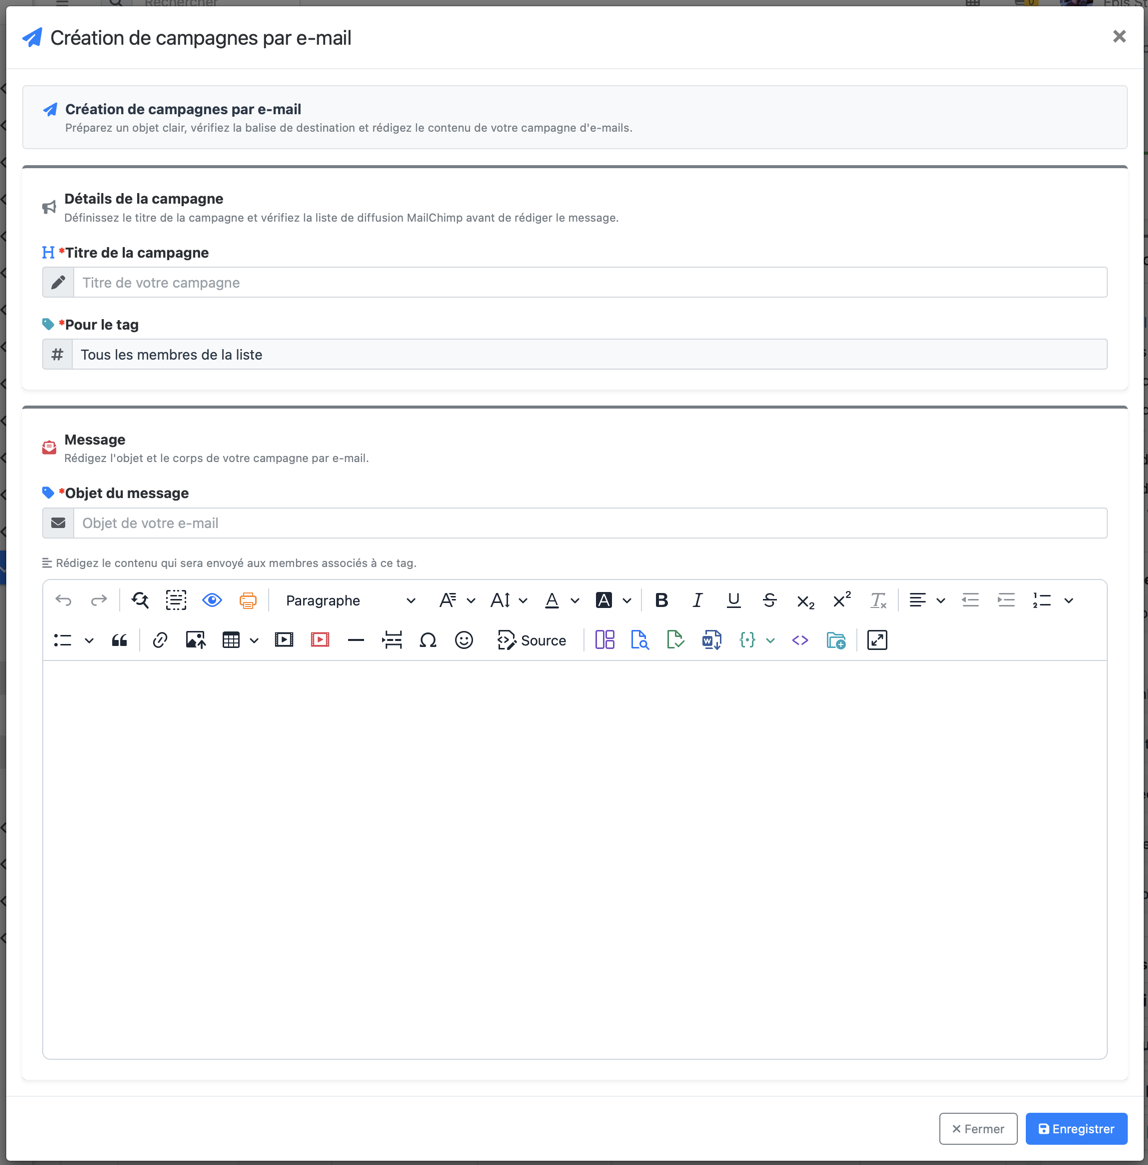 Rechercher
Création de campagnes par e-mail
Création de campagnes par e-mail
Préparez un objet clair, vérifiez la balise de destination et rédigez le contenu de votre campagne d'e-mails.
Détails de la campagne
Définissez le titre de la campagne et vérifiez la liste de diffusion MailChimp avant de rédiger le message.
*Titre de la campagne
Titre de votre campagne
*Pour le tag
# Tous les membres de la liste
Message
Rédigez l'objet et le corps de votre campagne par e-mail.
*Objet du message
Objet de votre e-mail
Rédigez le contenu qui sera envoyé aux membres associés à ce tag.
Paragraphe
Source
Fermer
Enregistrer